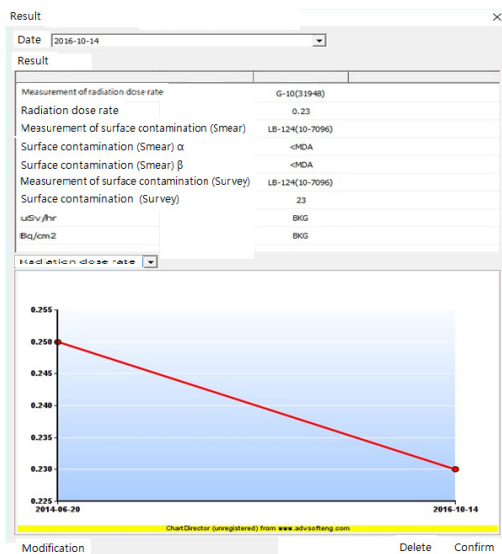 Result
Date 2016-10-14
Result
Measurement of radiation dose rate G-10(31948)
Radiation dose rate 0.23
Measurement of surface contamination (Smear) LB-124(10-7096)
Surface contamination (Smear) α <MDA
Surface contamination (Smear) β <MDA
Measurement of surface contamination (Survey) LB-124(10-7096)
Surface contamination (Survey) 23
uSv/hr BKG
Bq/cm2 BKG
Radiation dose rate
0.255
0.250
0.245
0.240
0.235
0.230
0.225
2014-06-20 2016-10-14
ChartDirector (unregistered) from www.advsofteng.com
Modification Delete Confirm